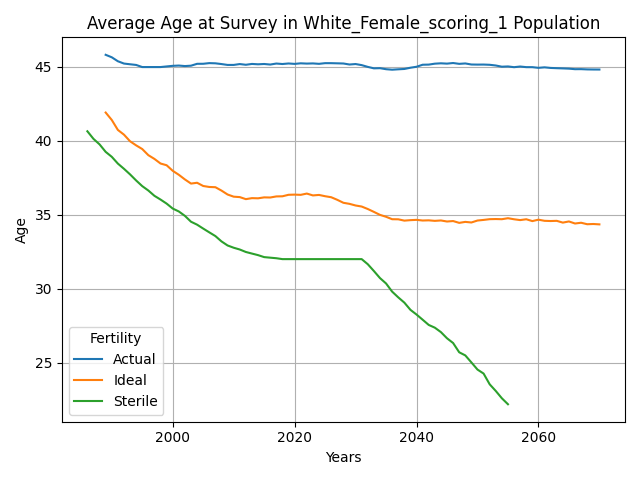 Average Age at Survey in White_Female_scoring_1 Population
45
40
35
30
25
Age
Fertility
Actual
Ideal
Sterile
2000 2020 2040 2060
Years